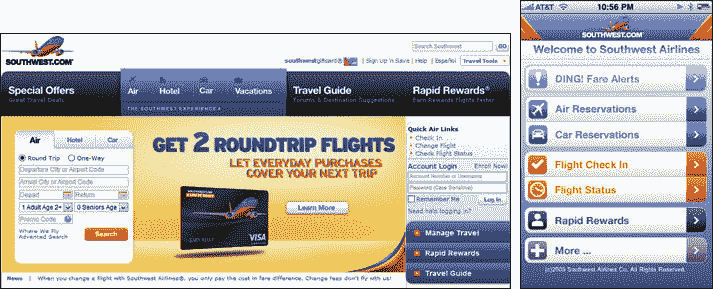 SOUTHWEST.COM
Search Southwest
GO
southwestgiftcard | Sign Up 'n Save | Help | Español
Travel Tools
Special Offers
Great Travel Deals
Air
Hotel
Car
Vacations
THE SOUTHWEST EXPERIENCE
Travel Guide
Forums & Destination Suggestions
Rapid Rewards®
Earn Rewards Flights Faster
Air
Hotel
Car
Round Trip
One-Way
Departure City or Airport Code
Arrival City or Airport Code
Depart
Return
1 Adult Age 2+
0 Seniors Age
Promo Code
Where We Fly
Advanced Search
Search
GET 2 ROUNDTRIP FLIGHTS
LET EVERYDAY PURCHASES
COVER YOUR NEXT TRIP
Learn More
VISA
Quick Air Links
Check In
Change Flight
Check Flight Status
Account Login
Enroll Now!
Account Number or Username
Password (Case Sensitive)
Remember Me
Log In
Need help logging in?
Manage Travel
Rapid Rewards
Travel Guide
News | When you change a flight with Southwest Airlines®, you only pay the cost in fare difference. Change fees don't fly with us!
AT&T
10:56 PM
SOUTHWEST.COM
Welcome to Southwest Airlines
DING! Fare Alerts
Air Reservations
Car Reservations
Flight Check In
Flight Status
Rapid Rewards
More ...
(c)2009 Southwest Airlines Co. All Rights Reserved.